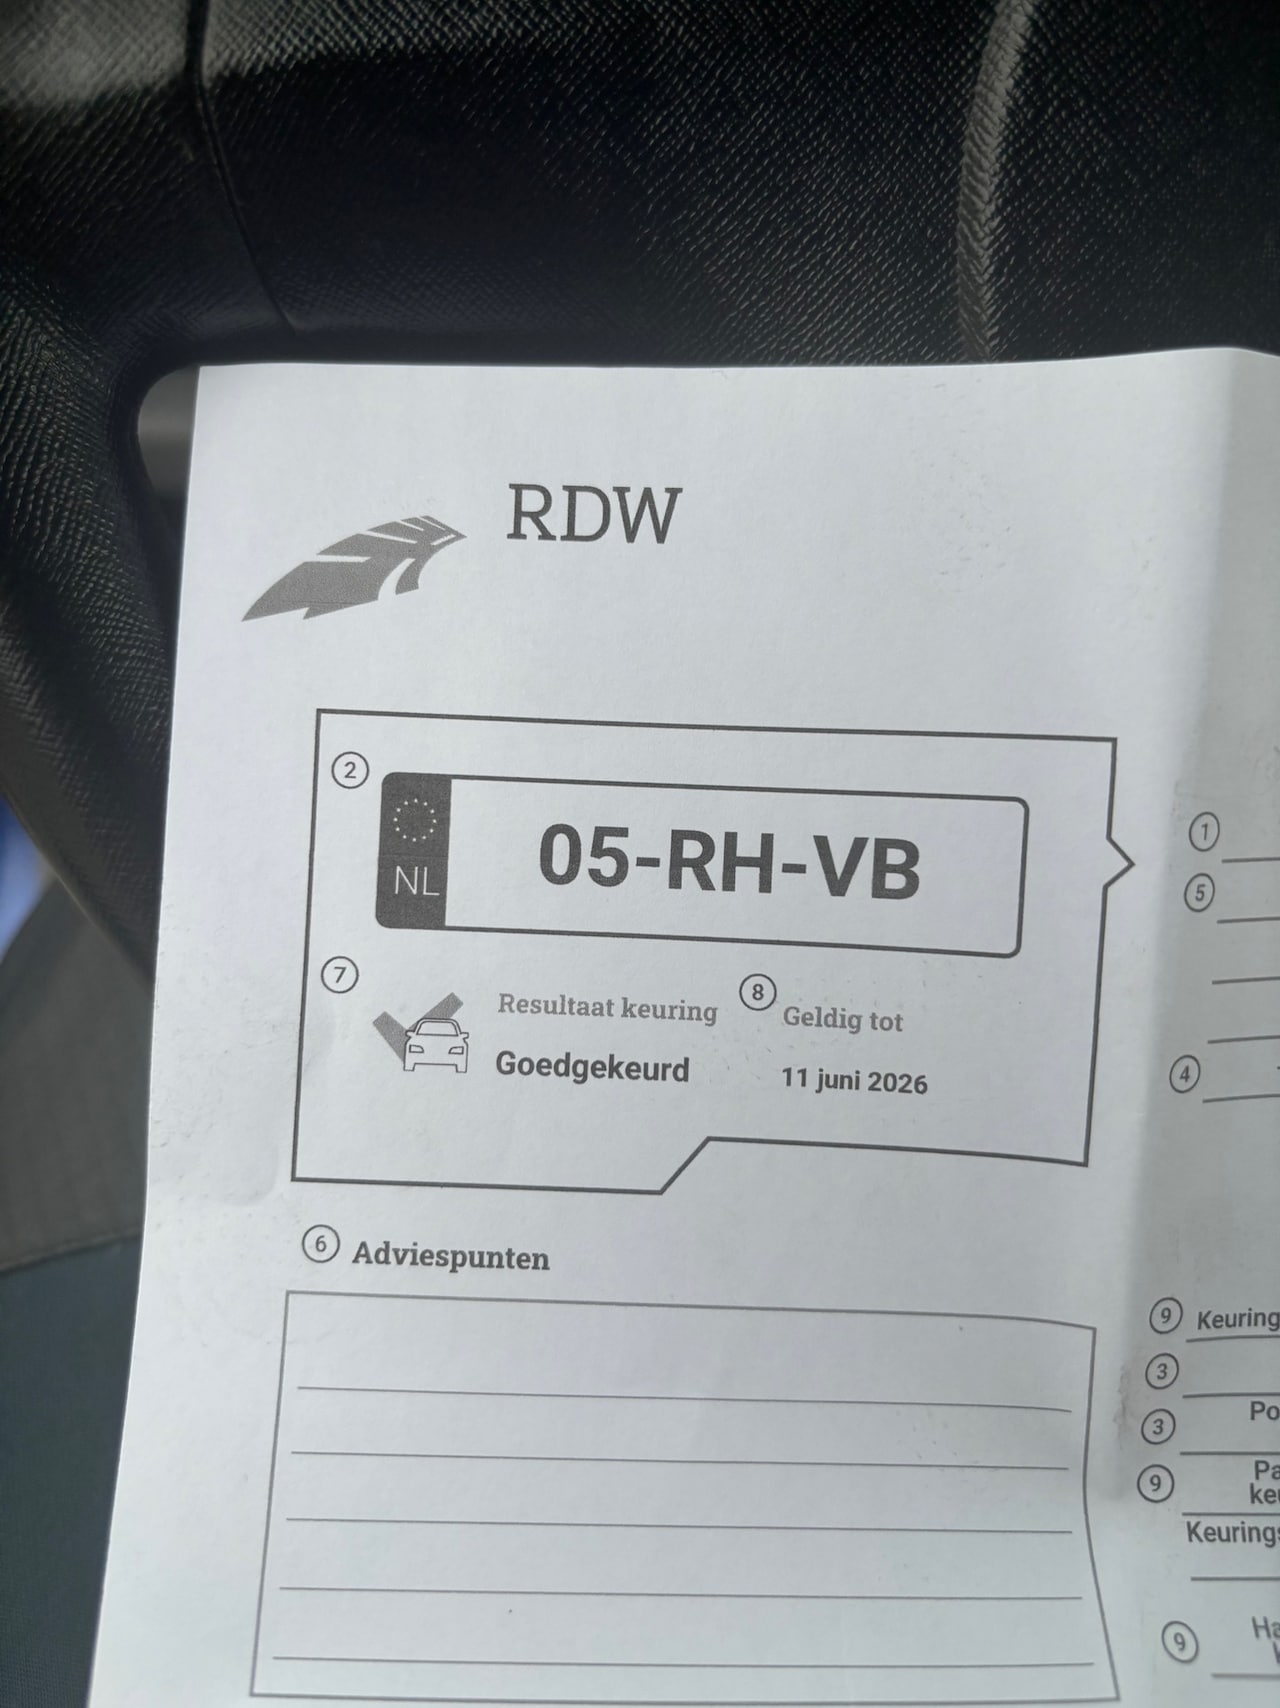 RDW
2
NL
05-RH-VB
7
Resultaat keuring
Goedgekeurd
8
Geldig tot
11 juni 2026
6 Adviespunten
1
5
4
9 Keuring
3
3 Po
9 Pa
ke
Keurings
9 Ha